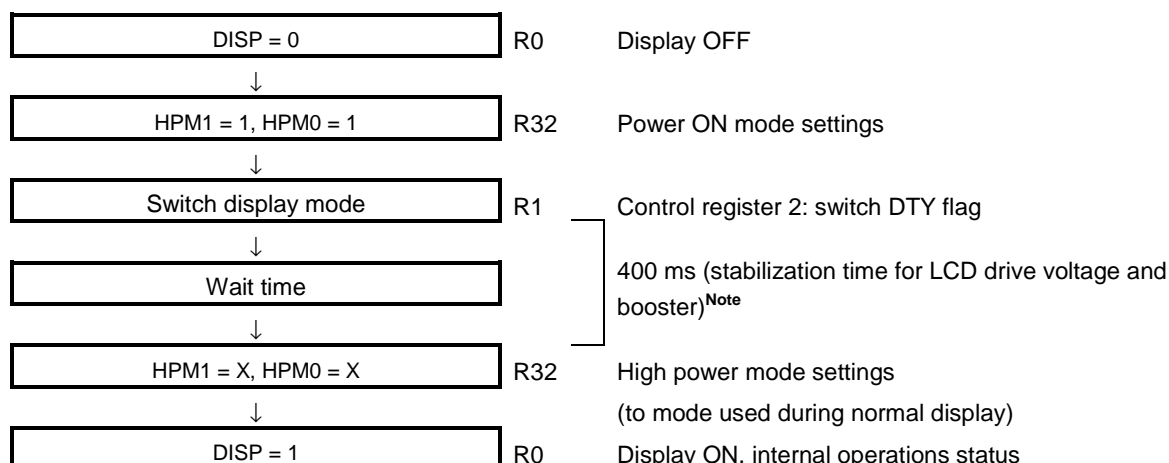 DISP = 0 R0 Display OFF
↓
HPM1 = 1, HPM0 = 1 R32 Power ON mode settings
↓
Switch display mode R1 Control register 2: switch DTY flag
↓
400 ms (stabilization time for LCD drive voltage and
Wait time
booster)Note
↓
HPM1 = X, HPM0 = X R32 High power mode settings
↓ (to mode used during normal display)
DISP = 1 R0 Display ON, internal operations status